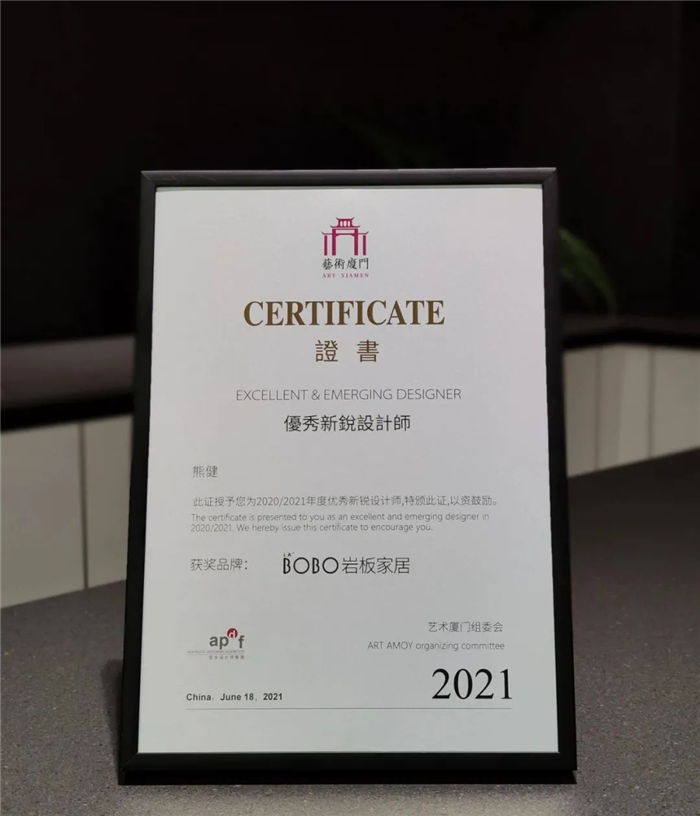 藝術廈門
ART XIAMEN
CERTIFICATE
證書
EXCELLENT & EMERGING DESIGNER
優秀新銳設計師
熊健
此证授予您为2020/2021年度优秀新锐设计师,特颁此证,以资鼓励。
The certificate is presented to you as an excellent and emerging designer in
2020/2021. We hereby issue this certificate to encourage you.
获奖品牌：
LA'
BOBO岩板家居
艺术厦门组委会
apdf
ART AMOY organizing committee
China，June 18，2021
2021